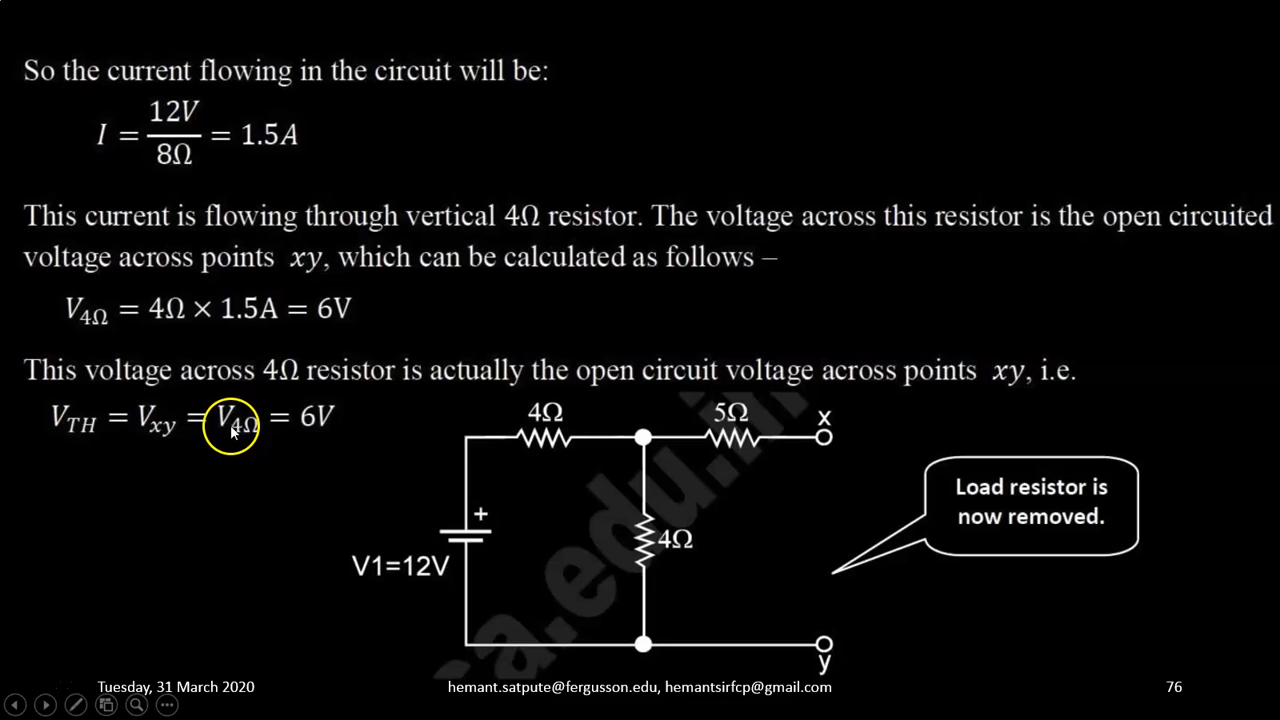 So the current flowing in the circuit will be:
I = 12V / 8Ω = 1.5A
This current is flowing through vertical 4Ω resistor. The voltage across this resistor is the open circuited
voltage across points xy, which can be calculated as follows –
V4Ω = 4Ω × 1.5A = 6V
This voltage across 4Ω resistor is actually the open circuit voltage across points xy, i.e.
VTH = Vxy = V4Ω = 6V
4Ω
5Ω
x
+
4Ω
V1=12V
y
Load resistor is
now removed.
a.edu.in
Tuesday, 31 March 2020
hemant.satpute@fergusson.edu, hemantsirfcp@gmail.com
76